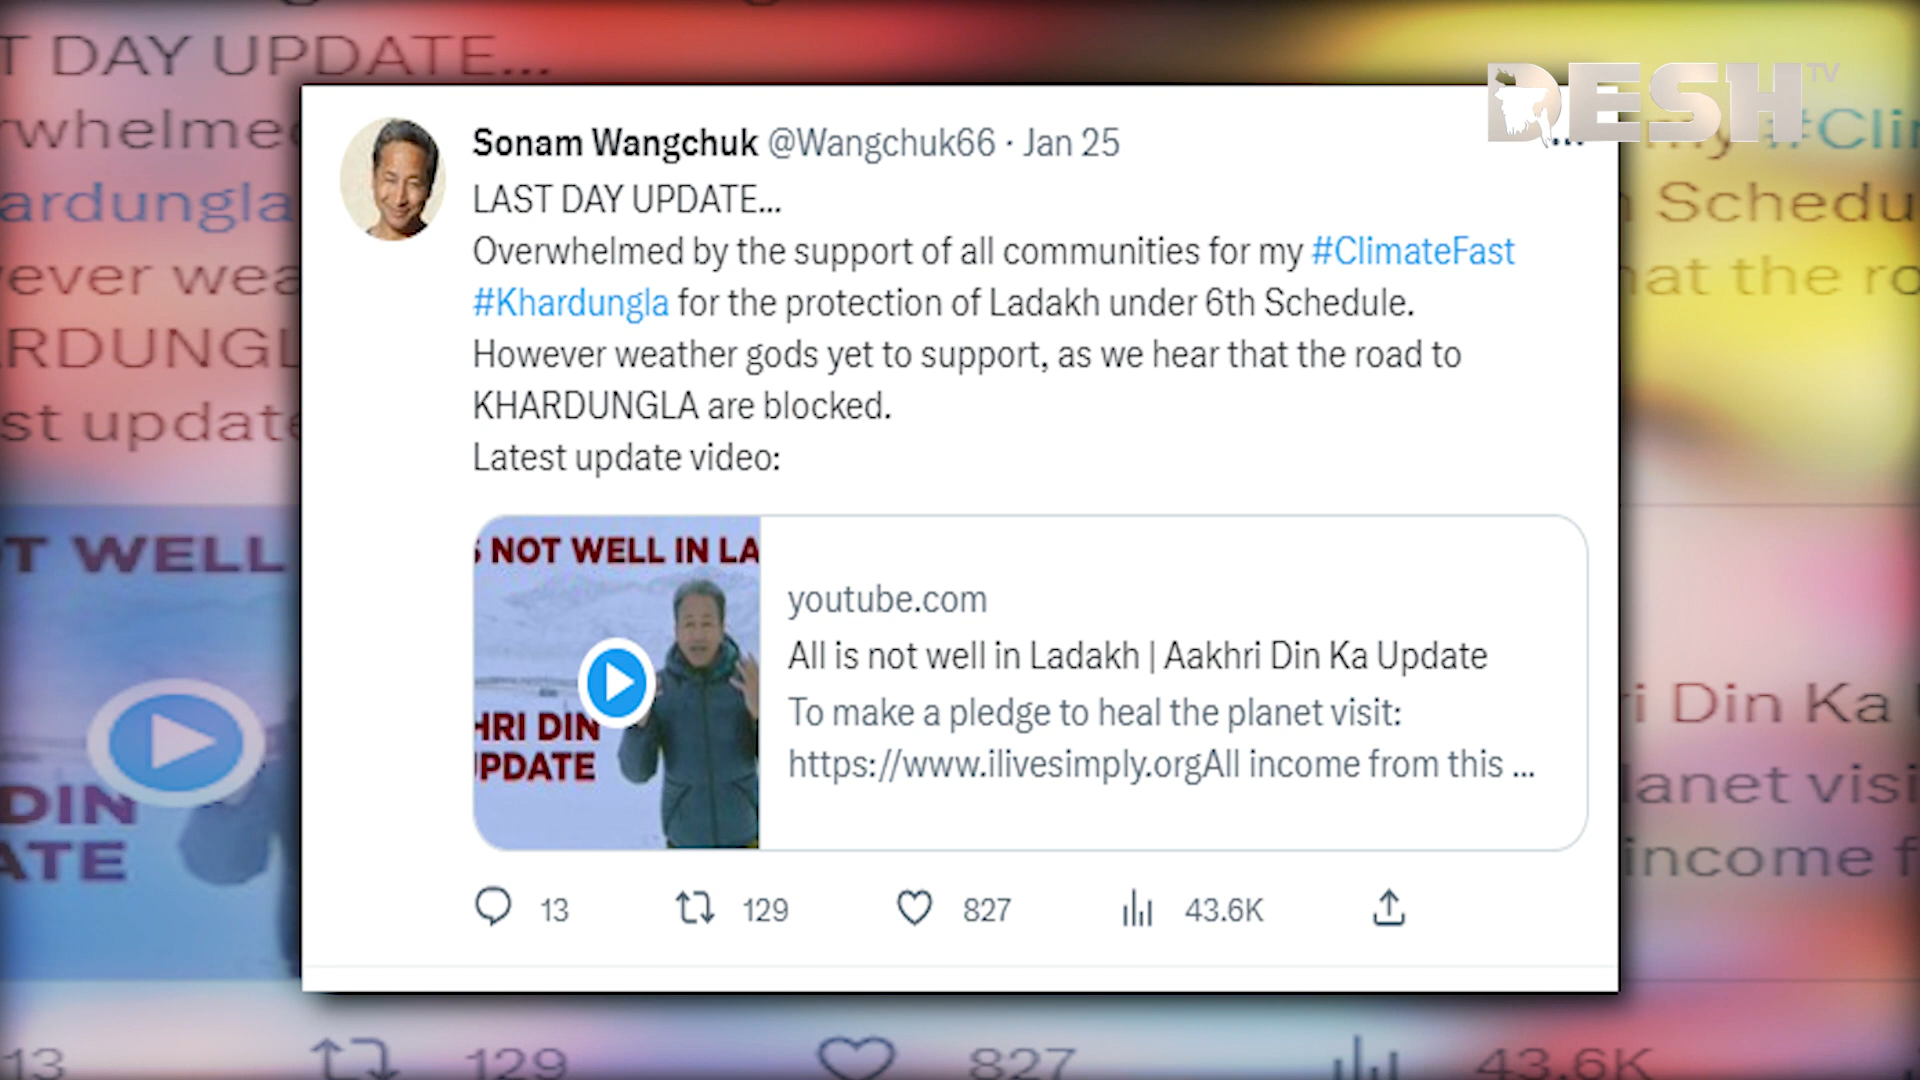 DESH TV
Sonam Wangchuk @Wangchuk66 · Jan 25
LAST DAY UPDATE...
Overwhelmed by the support of all communities for my #ClimateFast
#Khardungla for the protection of Ladakh under 6th Schedule.
However weather gods yet to support, as we hear that the road to
KHARDUNGLA are blocked.
Latest update video:
S NOT WELL IN LA
HRI DIN
UPDATE
youtube.com
All is not well in Ladakh | Aakhri Din Ka Update
To make a pledge to heal the planet visit:
https://www.ilivesimply.orgAll income from this ...
13 129 827 43.6K